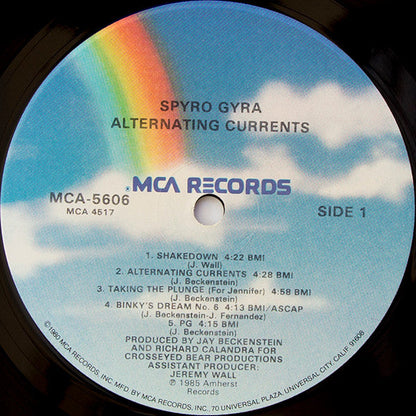 SPYRO GYRA
ALTERNATING CURRENTS
MCA RECORDS
MCA-5606
MCA 4517
SIDE 1
1. SHAKEDOWN 4:22 BMI
(J. Wall)
2. ALTERNATING CURRENTS 4:28 BMI
(J. Beckenstein)
3. TAKING THE PLUNGE (For Jennifer) 4:58 BMI
(J. Beckenstein)
4. BINKY'S DREAM No. 6 4:13 BMI/ASCAP
(J. Beckenstein-J. Fernandez)
5. PG 4:15 BMI
(J. Beckenstein)
PRODUCED BY JAY BECKENSTEIN
AND RICHARD CALANDRA FOR
CROSSEYED BEAR PRODUCTIONS
ASSISTANT PRODUCER:
JEREMY WALL
℗ 1985 Amherst
Records
©1980 MCA RECORDS, INC. MFD. BY MCA RECORDS, INC., 70 UNIVERSAL PLAZA, UNIVERSAL CITY, CALIF. 91608